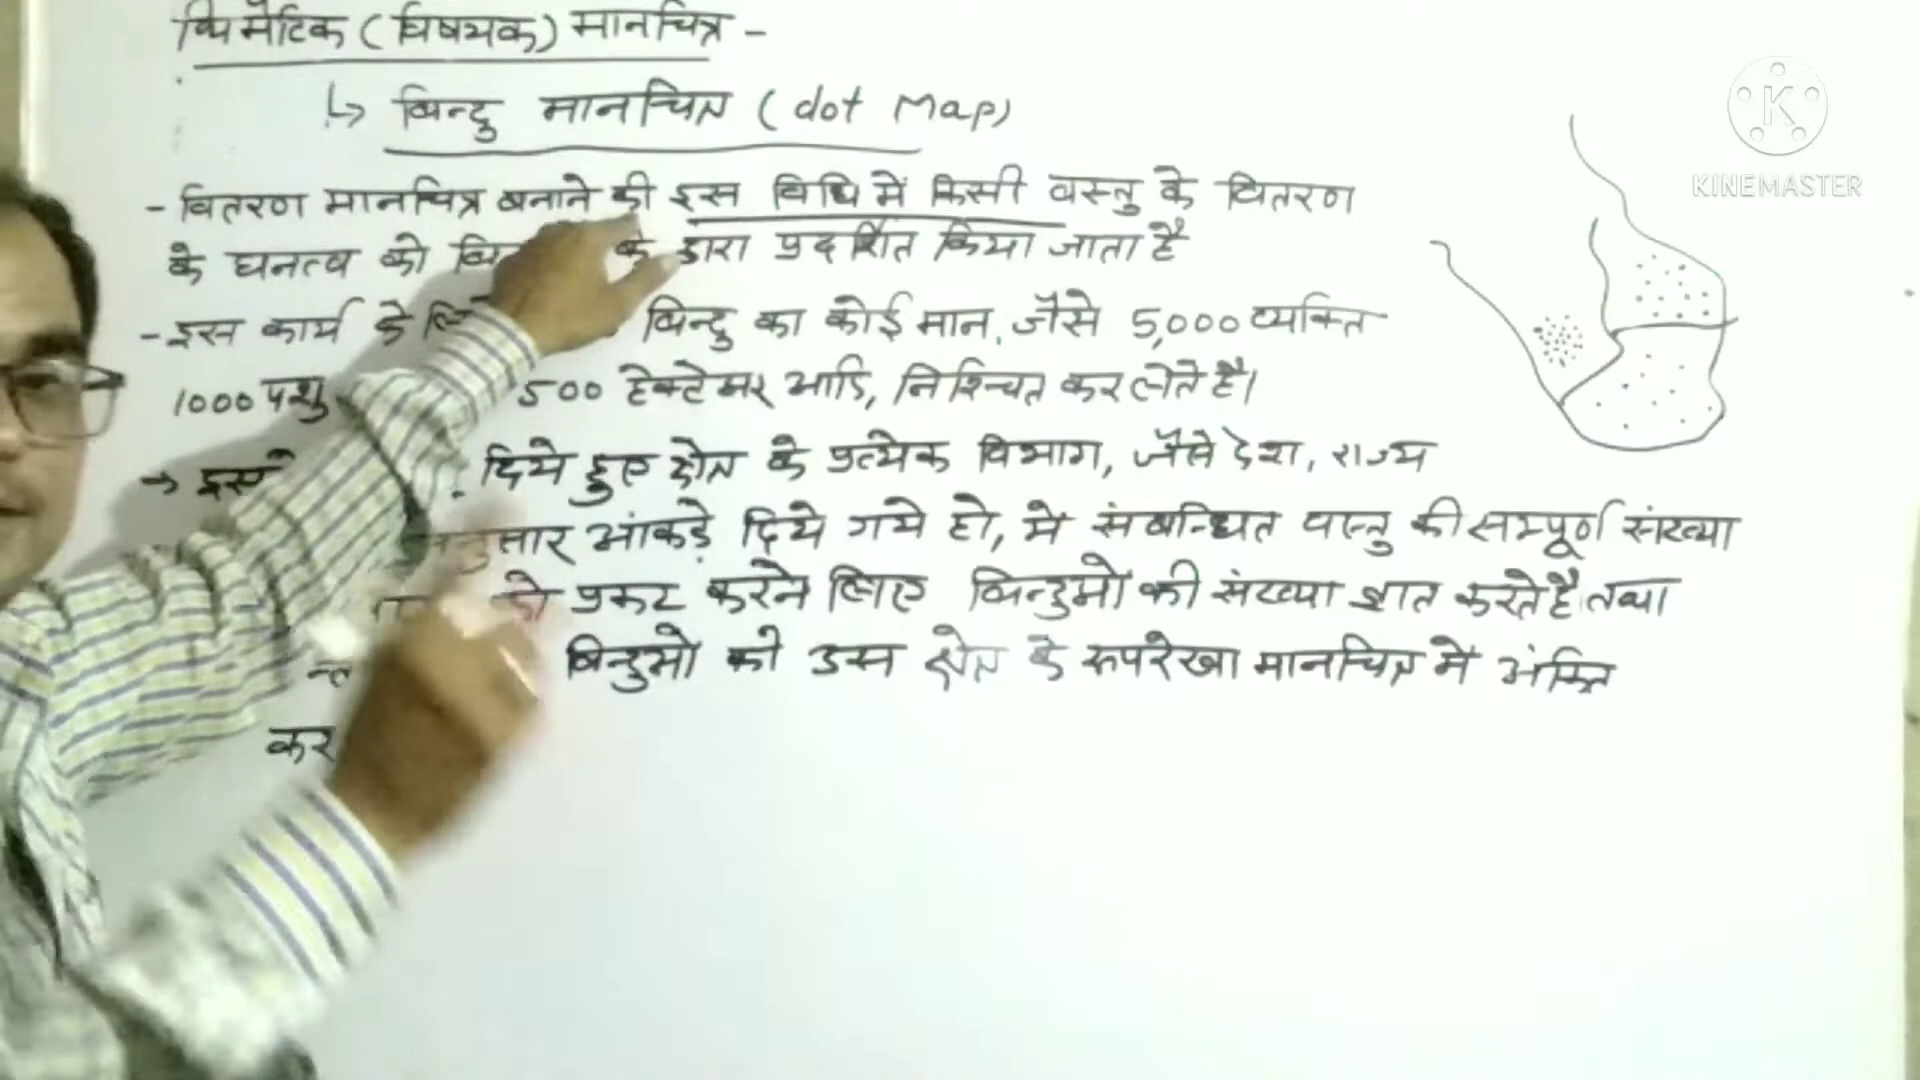 थिमेटिक (विषयक) मानचित्र -
↳ बिन्दु मानचित्र (dot Map)
- वितरण मानचित्र बनाने की इस विधि में किसी वस्तु के वितरण
के घनत्व को के द्वारा प्रदर्शित किया जाता है
- इस कार्य के बिन्दु का कोई मान, जैसे 5,000 व्यक्ति
1000 पशु 500 हेक्टेयर आदि, निश्चित कर लेते है।
→ दिये हुए क्षेत्र के प्रत्येक विभाग, जैसे देश, राज्य
आंकड़े दिये गये हो, मे संबन्धित वस्तु की सम्पूर्ण संख्या
को प्रकट करने लिए बिन्दुओ की संख्या ज्ञात करते है। तथा
बिन्दुओ को उस क्षेत्र के रूपरेखा मानचित्र मे अंकित
कर
K
KINEMASTER